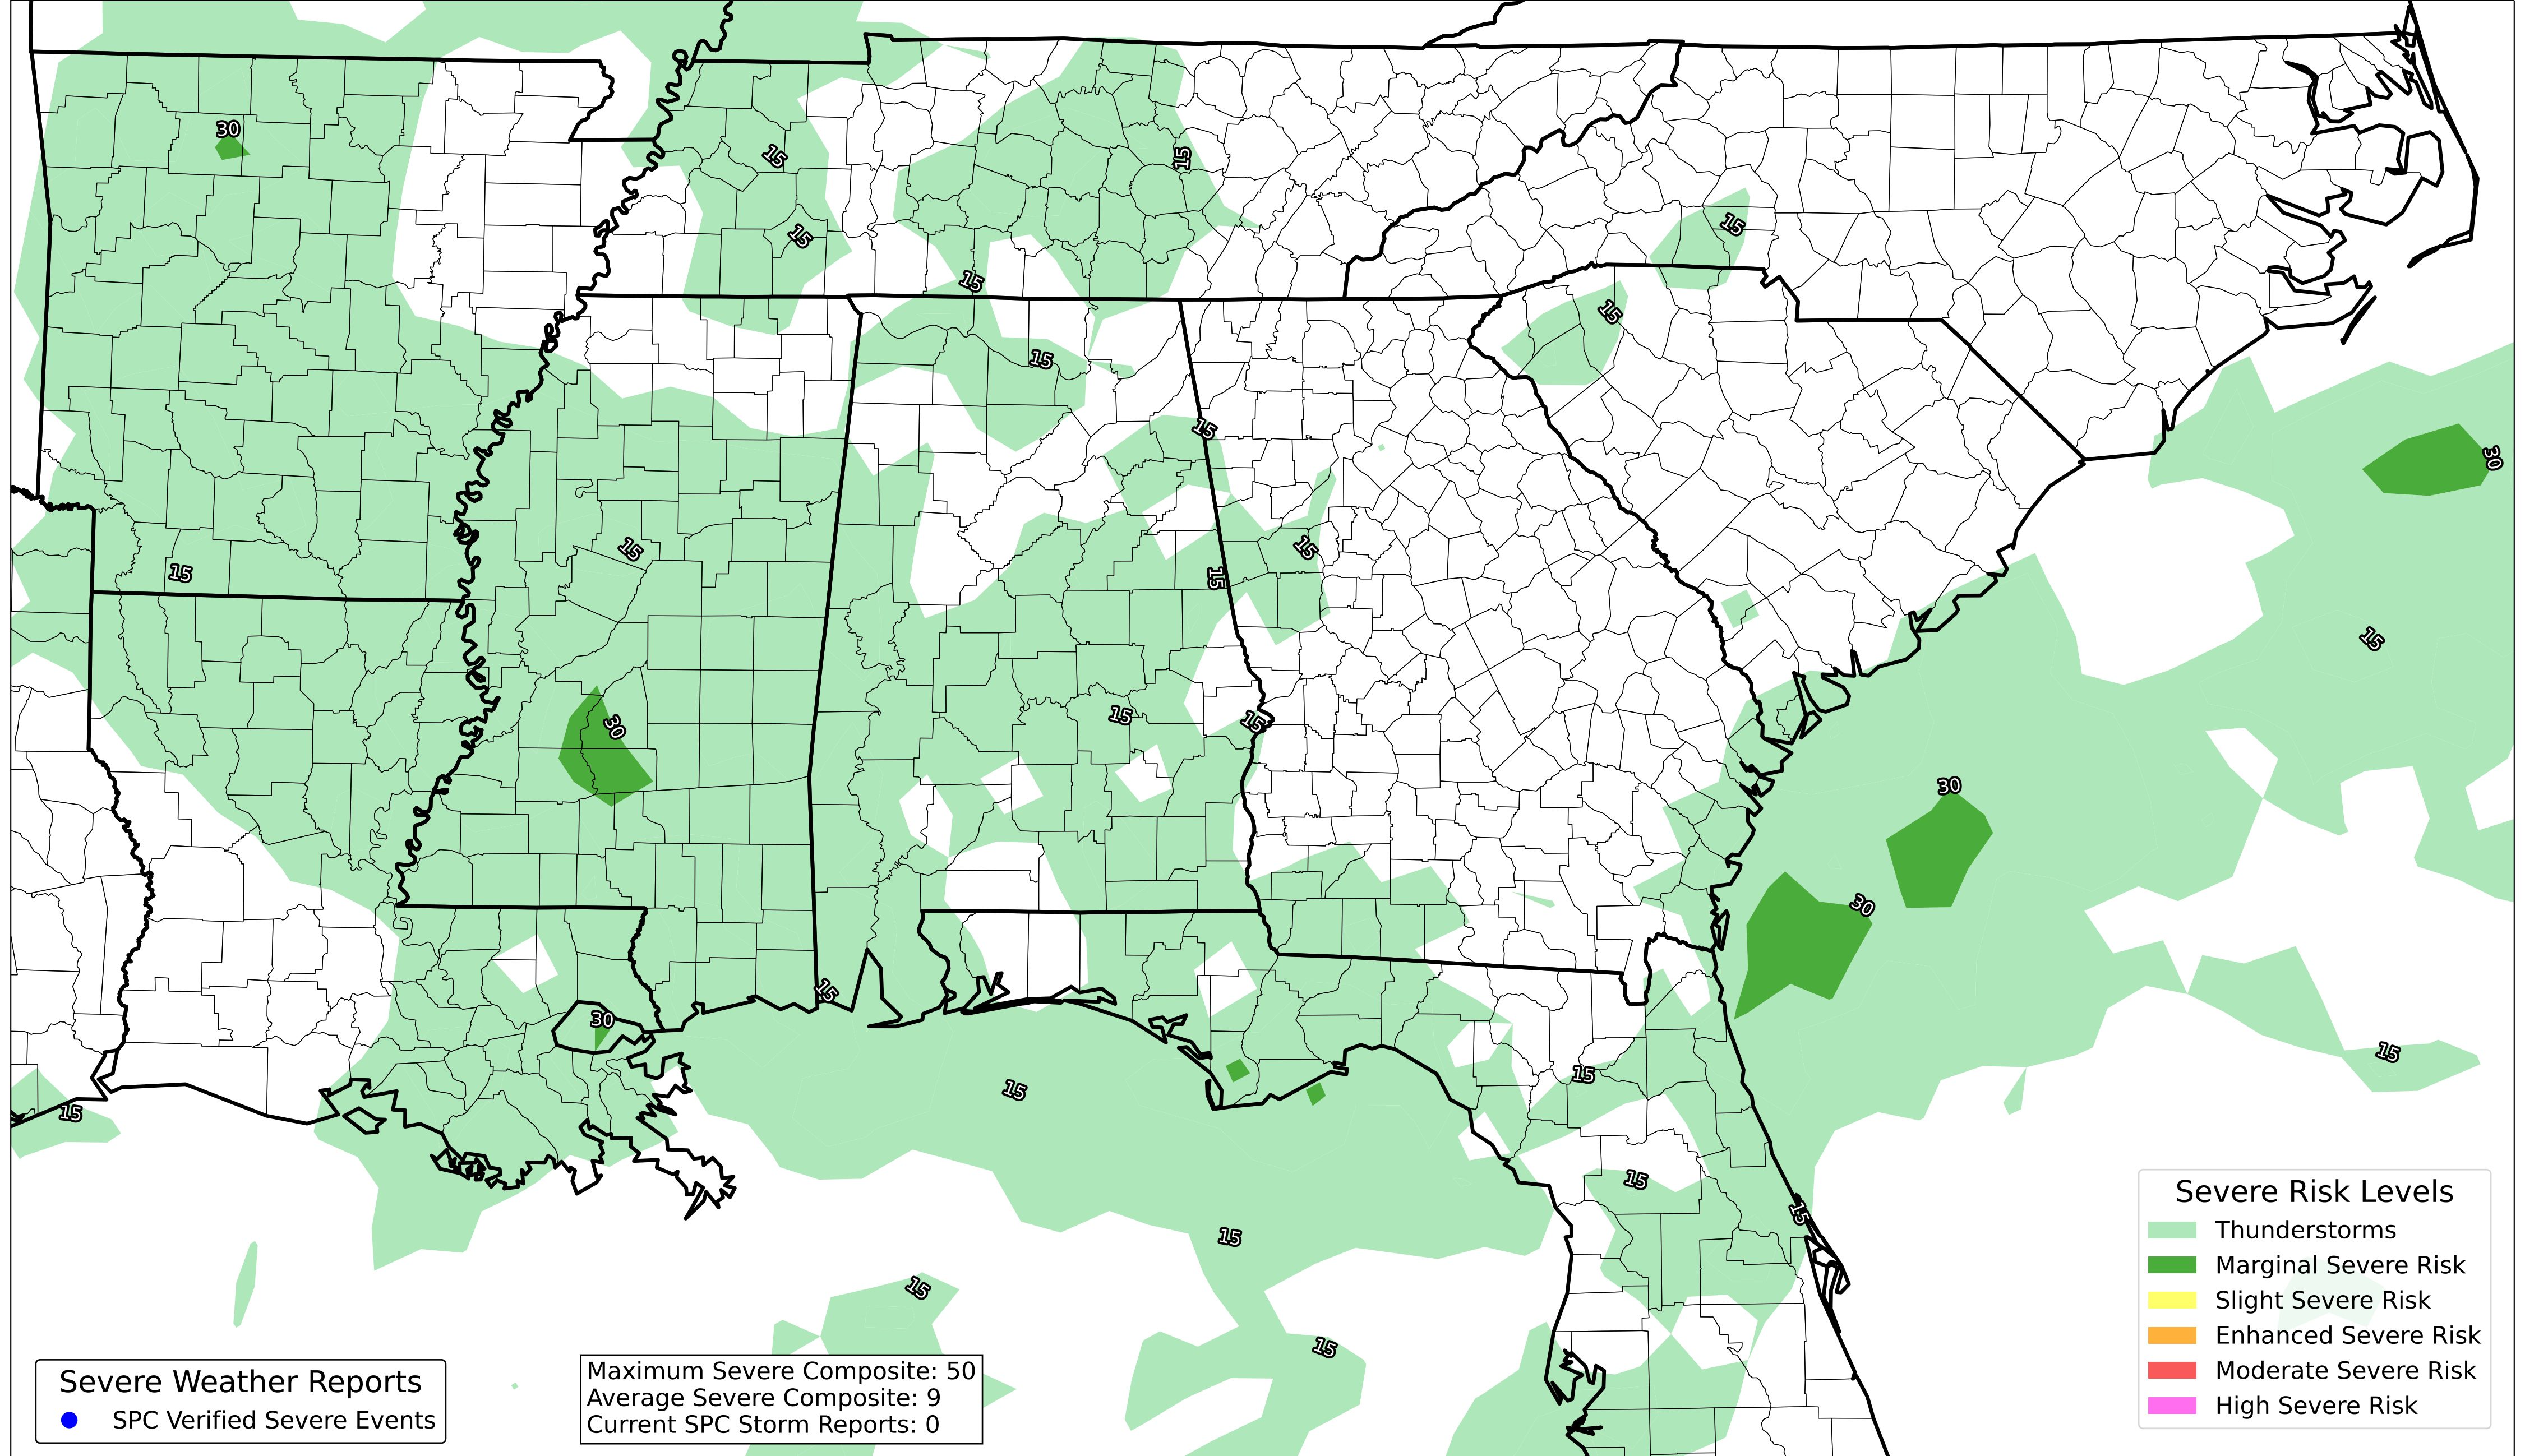 30
15
15
15
15
15
15
30
15
15
15
15
15
15
15
30
15
15
30
30
15
30
15
15
15
15
15
15
15
15
15
Severe Risk Levels
Thunderstorms
Marginal Severe Risk
Slight Severe Risk
Enhanced Severe Risk
Moderate Severe Risk
High Severe Risk
Severe Weather Reports
SPC Verified Severe Events
Maximum Severe Composite: 50
Average Severe Composite: 9
Current SPC Storm Reports: 0